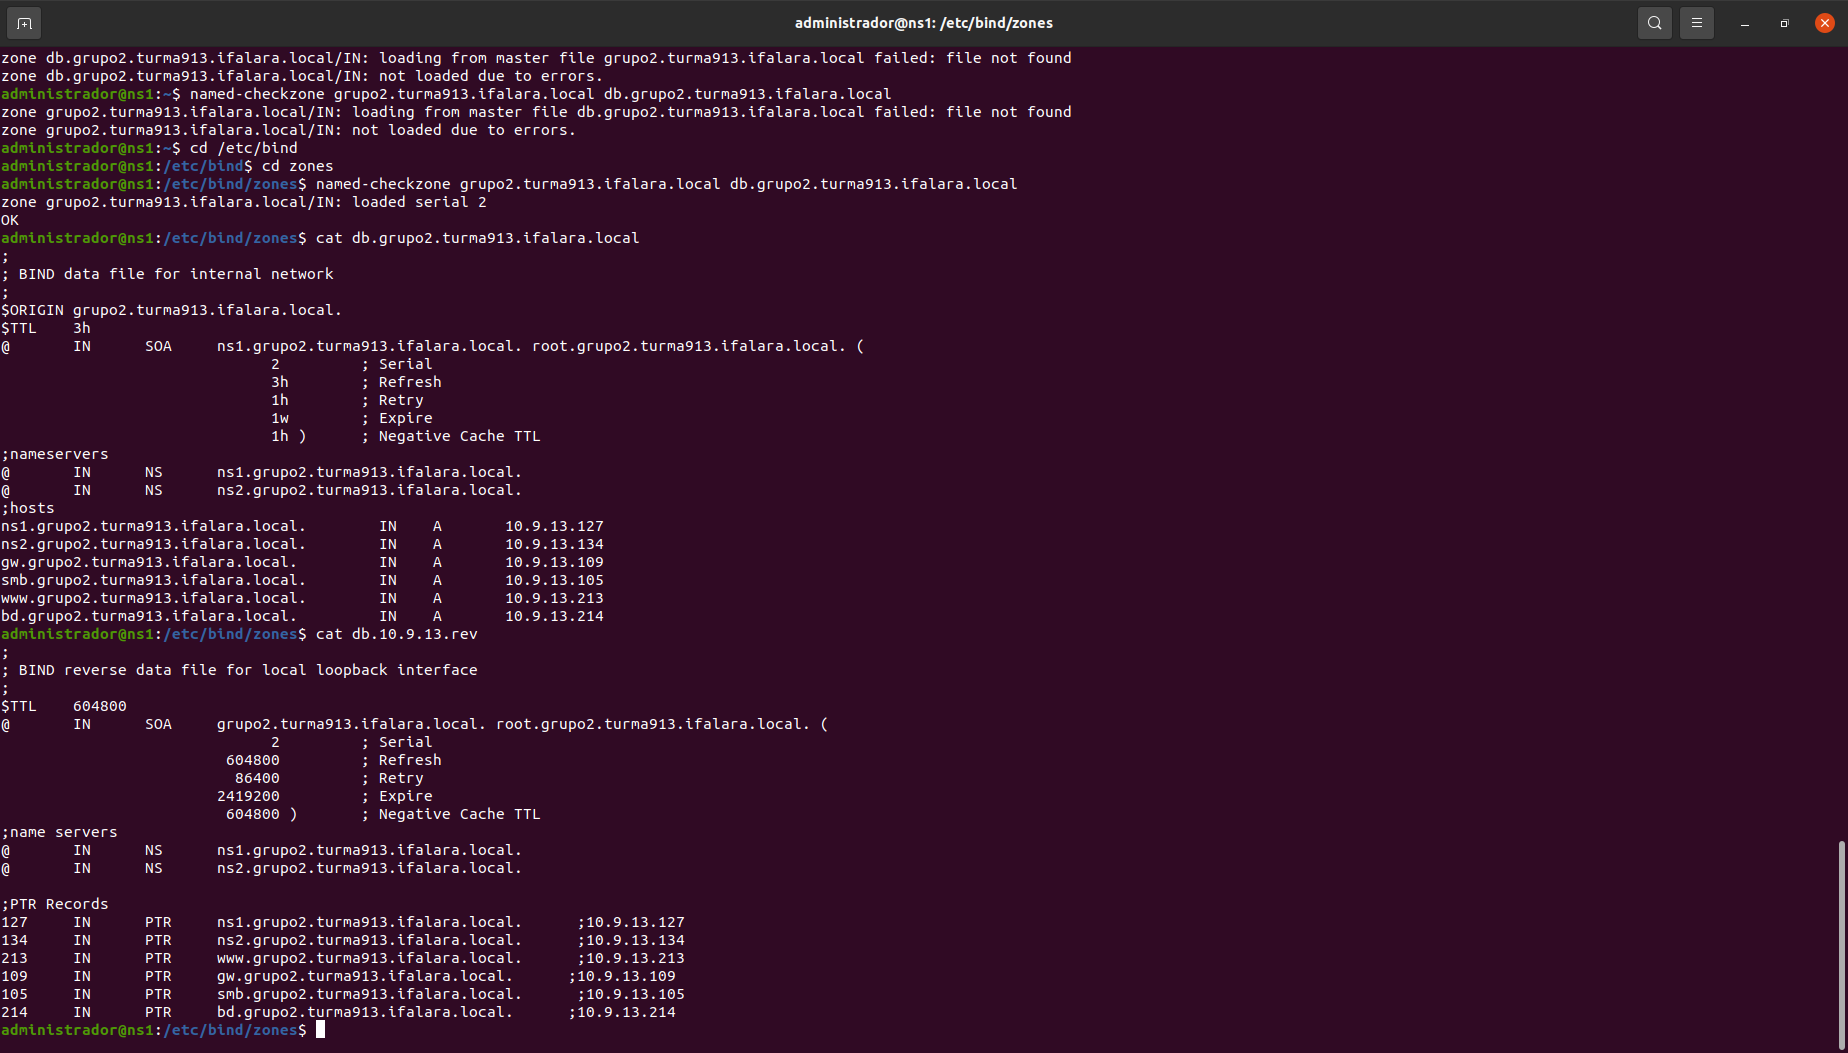 administrador@ns1: /etc/bind/zones
zone db.grupo2.turma913.ifalara.local/IN: loading from master file grupo2.turma913.ifalara.local failed: file not found
zone db.grupo2.turma913.ifalara.local/IN: not loaded due to errors.
administrador@ns1:~$ named-checkzone grupo2.turma913.ifalara.local db.grupo2.turma913.ifalara.local
zone grupo2.turma913.ifalara.local/IN: loading from master file db.grupo2.turma913.ifalara.local failed: file not found
zone grupo2.turma913.ifalara.local/IN: not loaded due to errors.
administrador@ns1:~$ cd /etc/bind
administrador@ns1:/etc/bind$ cd zones
administrador@ns1:/etc/bind/zones$ named-checkzone grupo2.turma913.ifalara.local db.grupo2.turma913.ifalara.local
zone grupo2.turma913.ifalara.local/IN: loaded serial 2
OK
administrador@ns1:/etc/bind/zones$ cat db.grupo2.turma913.ifalara.local
;
; BIND data file for internal network
;
$ORIGIN grupo2.turma913.ifalara.local.
$TTL    3h
@       IN      SOA     ns1.grupo2.turma913.ifalara.local. root.grupo2.turma913.ifalara.local. (
                              2         ; Serial
                              3h        ; Refresh
                              1h        ; Retry
                              1w        ; Expire
                              1h )      ; Negative Cache TTL
;nameservers
@       IN      NS      ns1.grupo2.turma913.ifalara.local.
@       IN      NS      ns2.grupo2.turma913.ifalara.local.
;hosts
ns1.grupo2.turma913.ifalara.local.        IN    A       10.9.13.127
ns2.grupo2.turma913.ifalara.local.        IN    A       10.9.13.134
gw.grupo2.turma913.ifalara.local.         IN    A       10.9.13.109
smb.grupo2.turma913.ifalara.local.        IN    A       10.9.13.105
www.grupo2.turma913.ifalara.local.        IN    A       10.9.13.213
bd.grupo2.turma913.ifalara.local.         IN    A       10.9.13.214
administrador@ns1:/etc/bind/zones$ cat db.10.9.13.rev
;
; BIND reverse data file for local loopback interface
;
$TTL    604800
@       IN      SOA     grupo2.turma913.ifalara.local. root.grupo2.turma913.ifalara.local. (
                              2         ; Serial
                         604800         ; Refresh
                          86400         ; Retry
                        2419200         ; Expire
                         604800 )       ; Negative Cache TTL
;name servers
@       IN      NS      ns1.grupo2.turma913.ifalara.local.
@       IN      NS      ns2.grupo2.turma913.ifalara.local.

;PTR Records
127     IN      PTR     ns1.grupo2.turma913.ifalara.local.      ;10.9.13.127
134     IN      PTR     ns2.grupo2.turma913.ifalara.local.      ;10.9.13.134
213     IN      PTR     www.grupo2.turma913.ifalara.local.      ;10.9.13.213
109     IN      PTR     gw.grupo2.turma913.ifalara.local.      ;10.9.13.109
105     IN      PTR     smb.grupo2.turma913.ifalara.local.      ;10.9.13.105
214     IN      PTR     bd.grupo2.turma913.ifalara.local.      ;10.9.13.214
administrador@ns1:/etc/bind/zones$